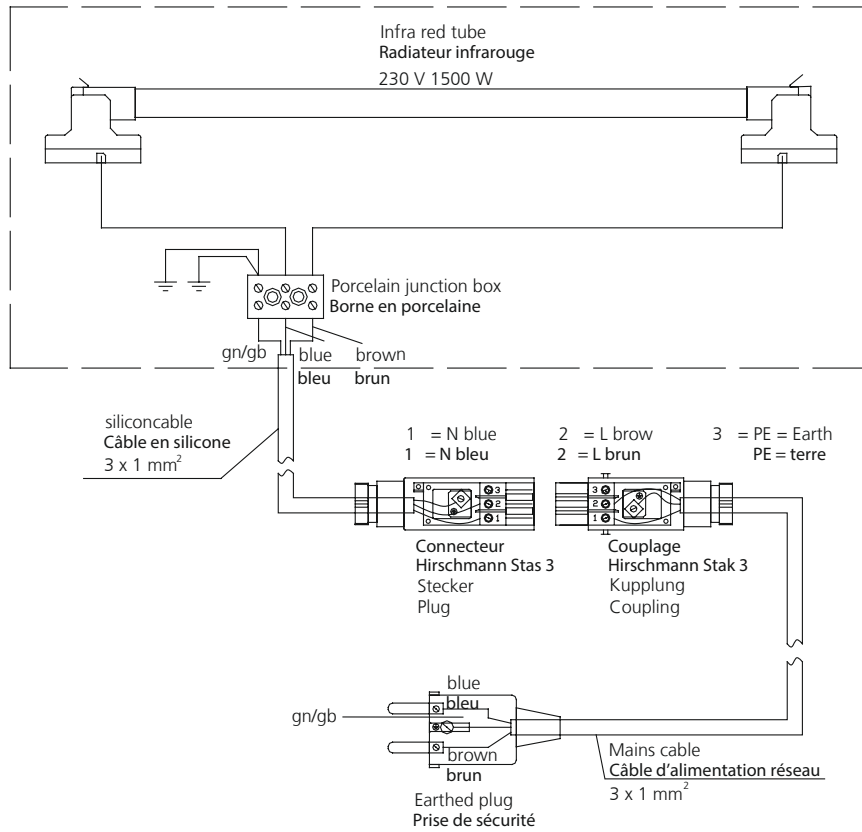 Infra red tube
Radiateur infrarouge
230 V 1500 W
Porcelain junction box
Borne en porcelaine
gn/gb
blue
bleu
brown
brun
siliconcable
Câble en silicone
3 x 1 mm²
1 = N blue
1 = N bleu
2 = L brow
2 = L brun
3 = PE = Earth
PE = terre
3
2
1
3
2
1
Connecteur
Hirschmann Stas 3
Stecker
Plug
Couplage
Hirschmann Stak 3
Kupplung
Coupling
blue
bleu
gn/gb
brown
brun
Earthed plug
Prise de sécurité
Mains cable
Câble d'alimentation réseau
3 x 1 mm²